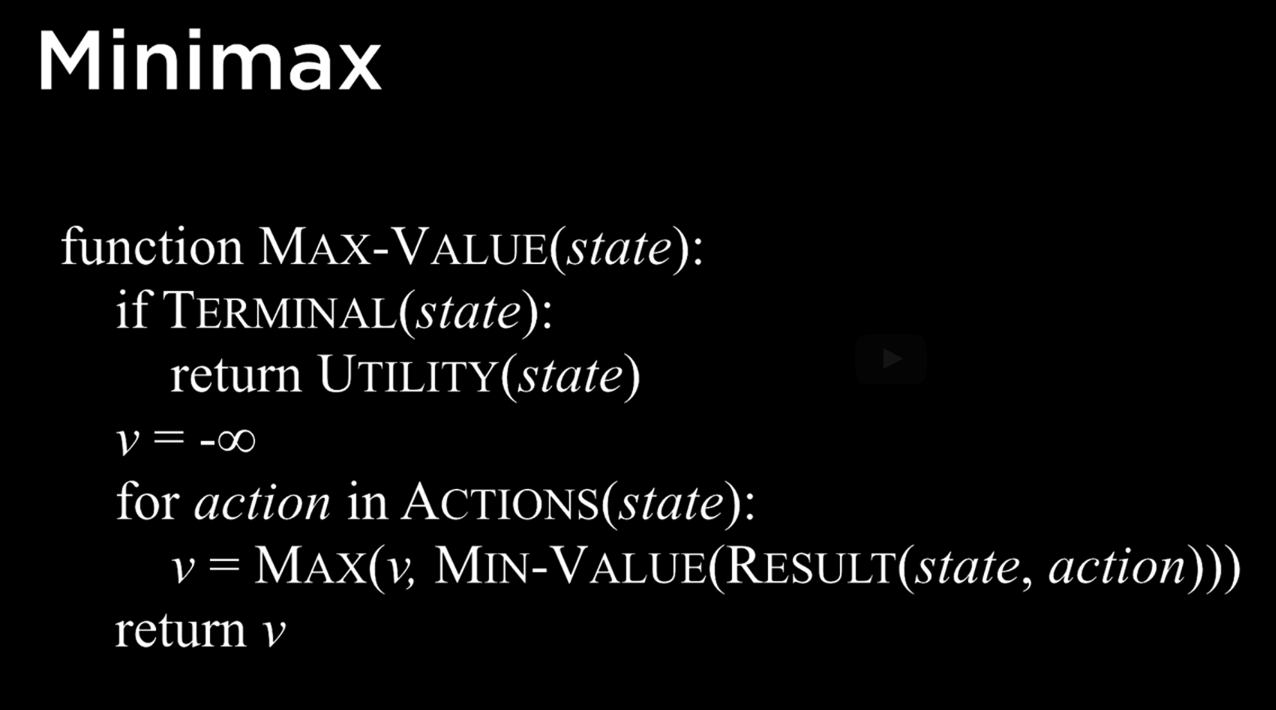 Minimax
function MAX-VALUE(state):
if TERMINAL(state):
return UTILITY(state)
v = -∞
for action in ACTIONS(state):
v = MAX(v, MIN-VALUE(RESULT(state, action)))
return v